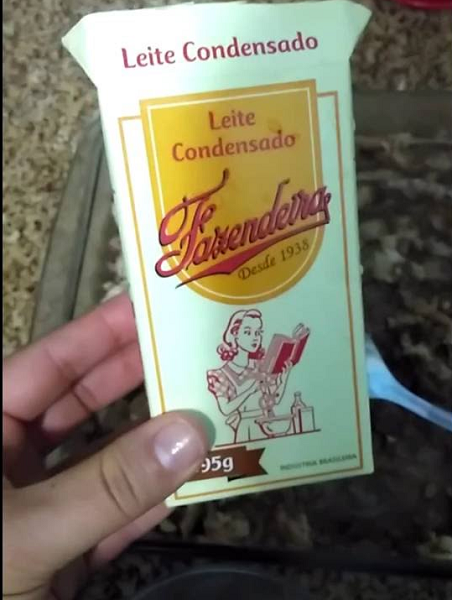 Leite Condensado
Leite
Condensado
Fazendeira
Desde 1938
95g
INDÚSTRIA BRASILEIRA